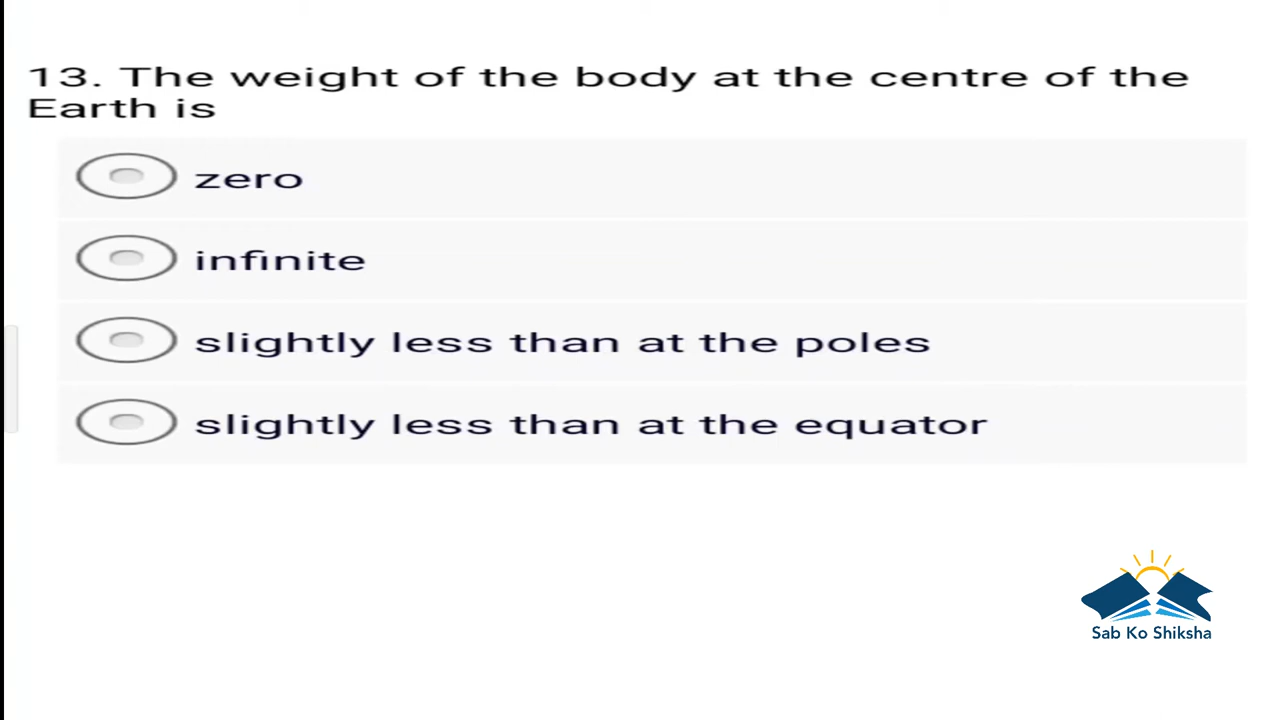 13. The weight of the body at the centre of the
Earth is
zero
infinite
slightly less than at the poles
slightly less than at the equator
Sab Ko Shiksha